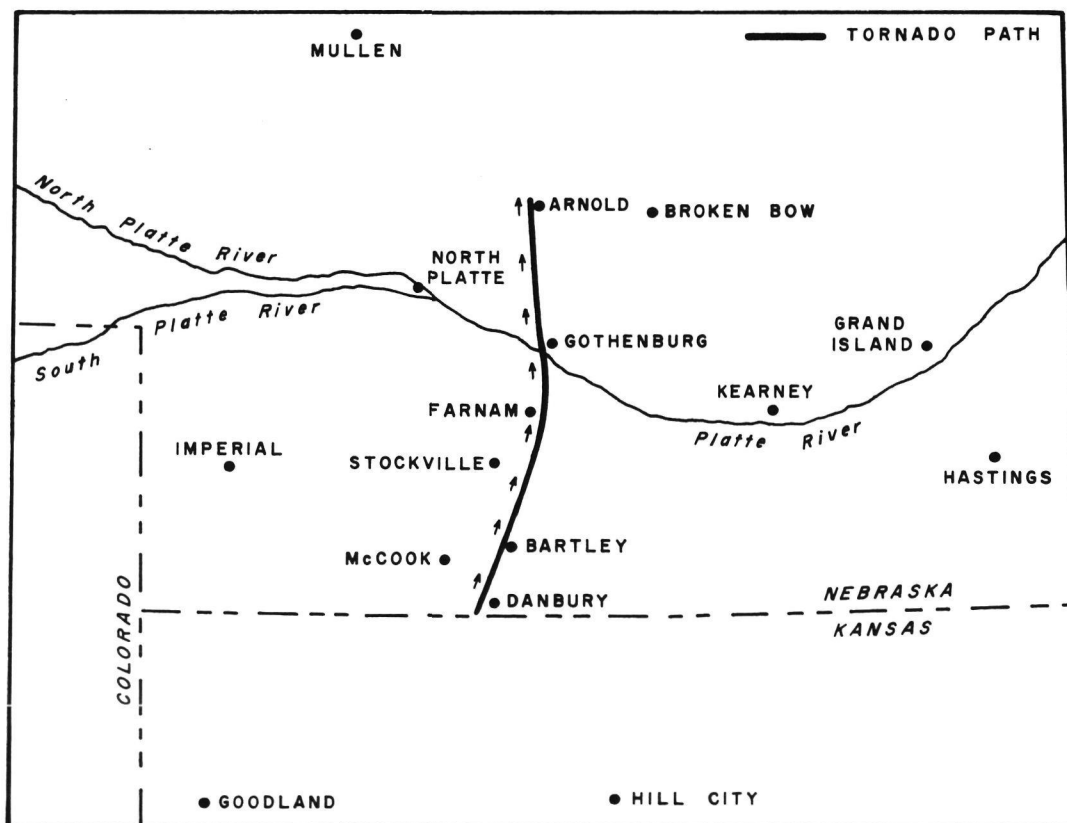 MULLEN
TORNADO PATH
North Platte River
ARNOLD
BROKEN BOW
NORTH
PLATTE
South Platte River
GOTHENBURG
GRAND
ISLAND
FARNAM
KEARNEY
Platte River
IMPERIAL
STOCKVILLE
HASTINGS
McCOOK
BARTLEY
DANBURY
NEBRASKA
KANSAS
COLORADO
GOODLAND
HILL CITY